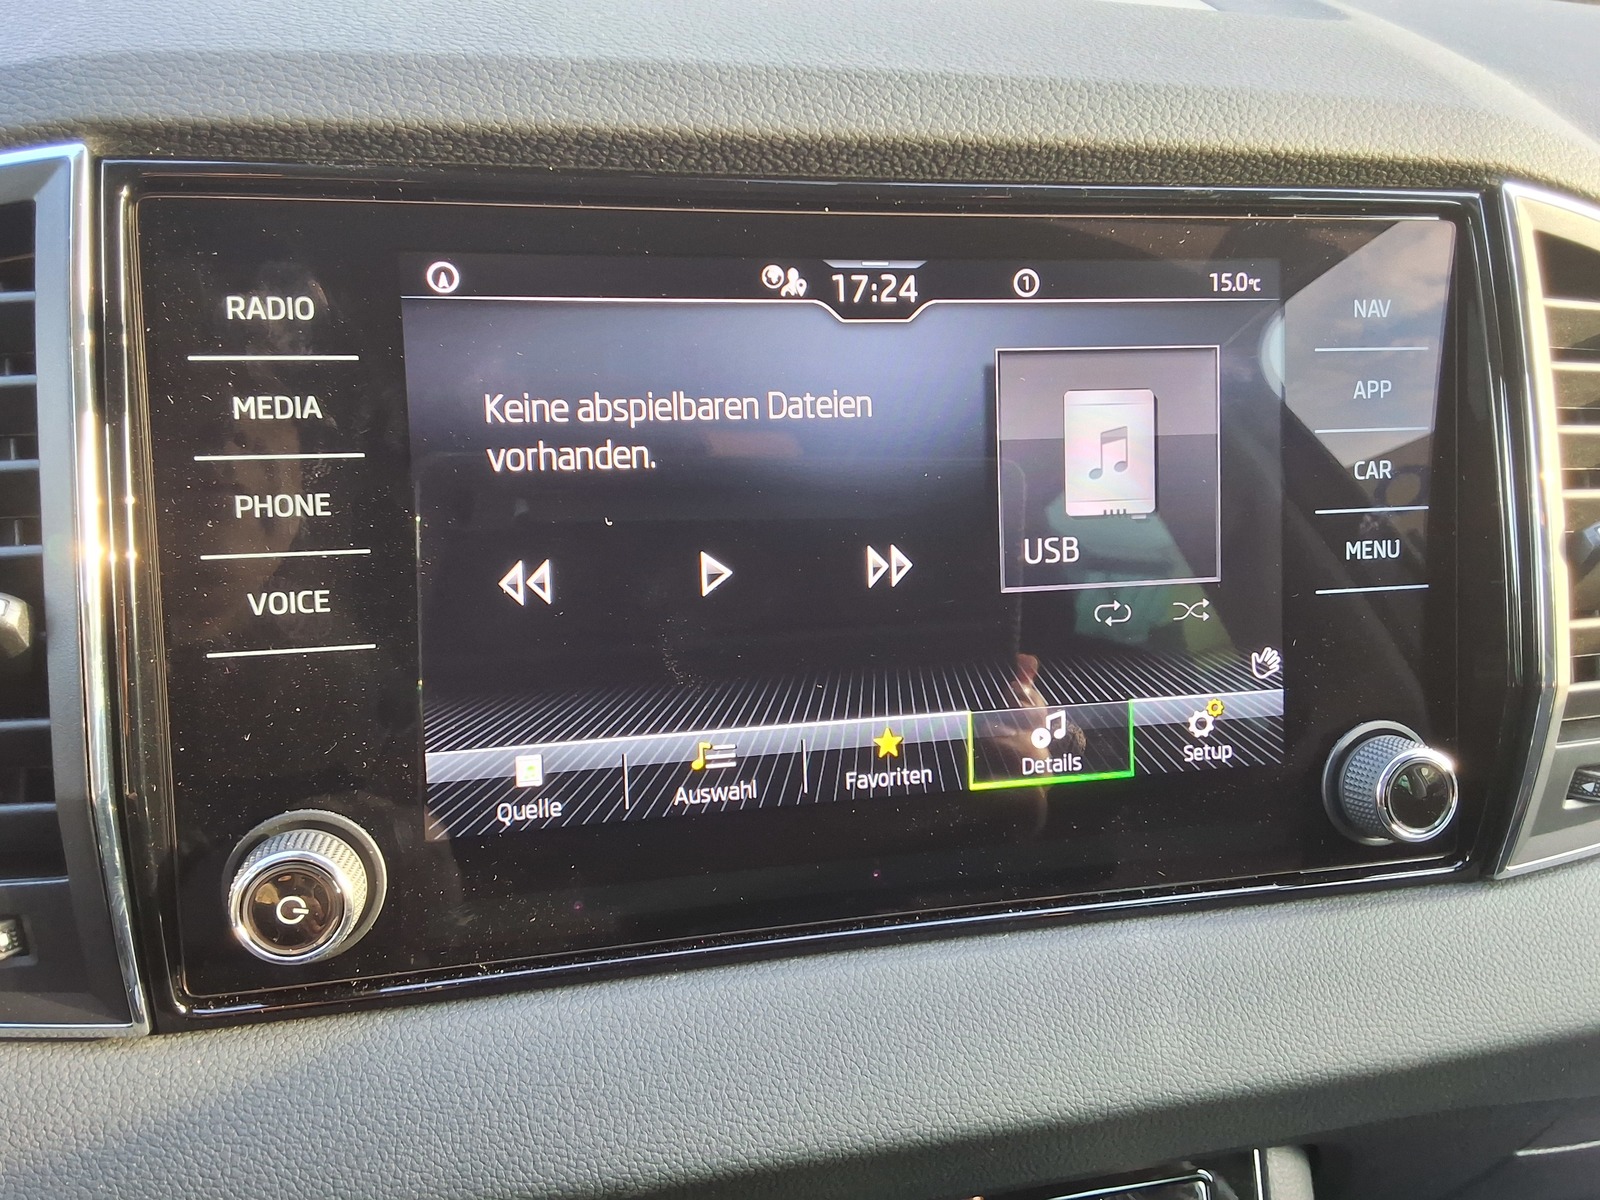 RADIO
MEDIA
PHONE
VOICE
A
17:24
1
15.0°C
Keine abspielbaren Dateien
vorhanden.
USB
Quelle
Auswahl
Favoriten
Details
Setup
NAV
APP
CAR
MENU